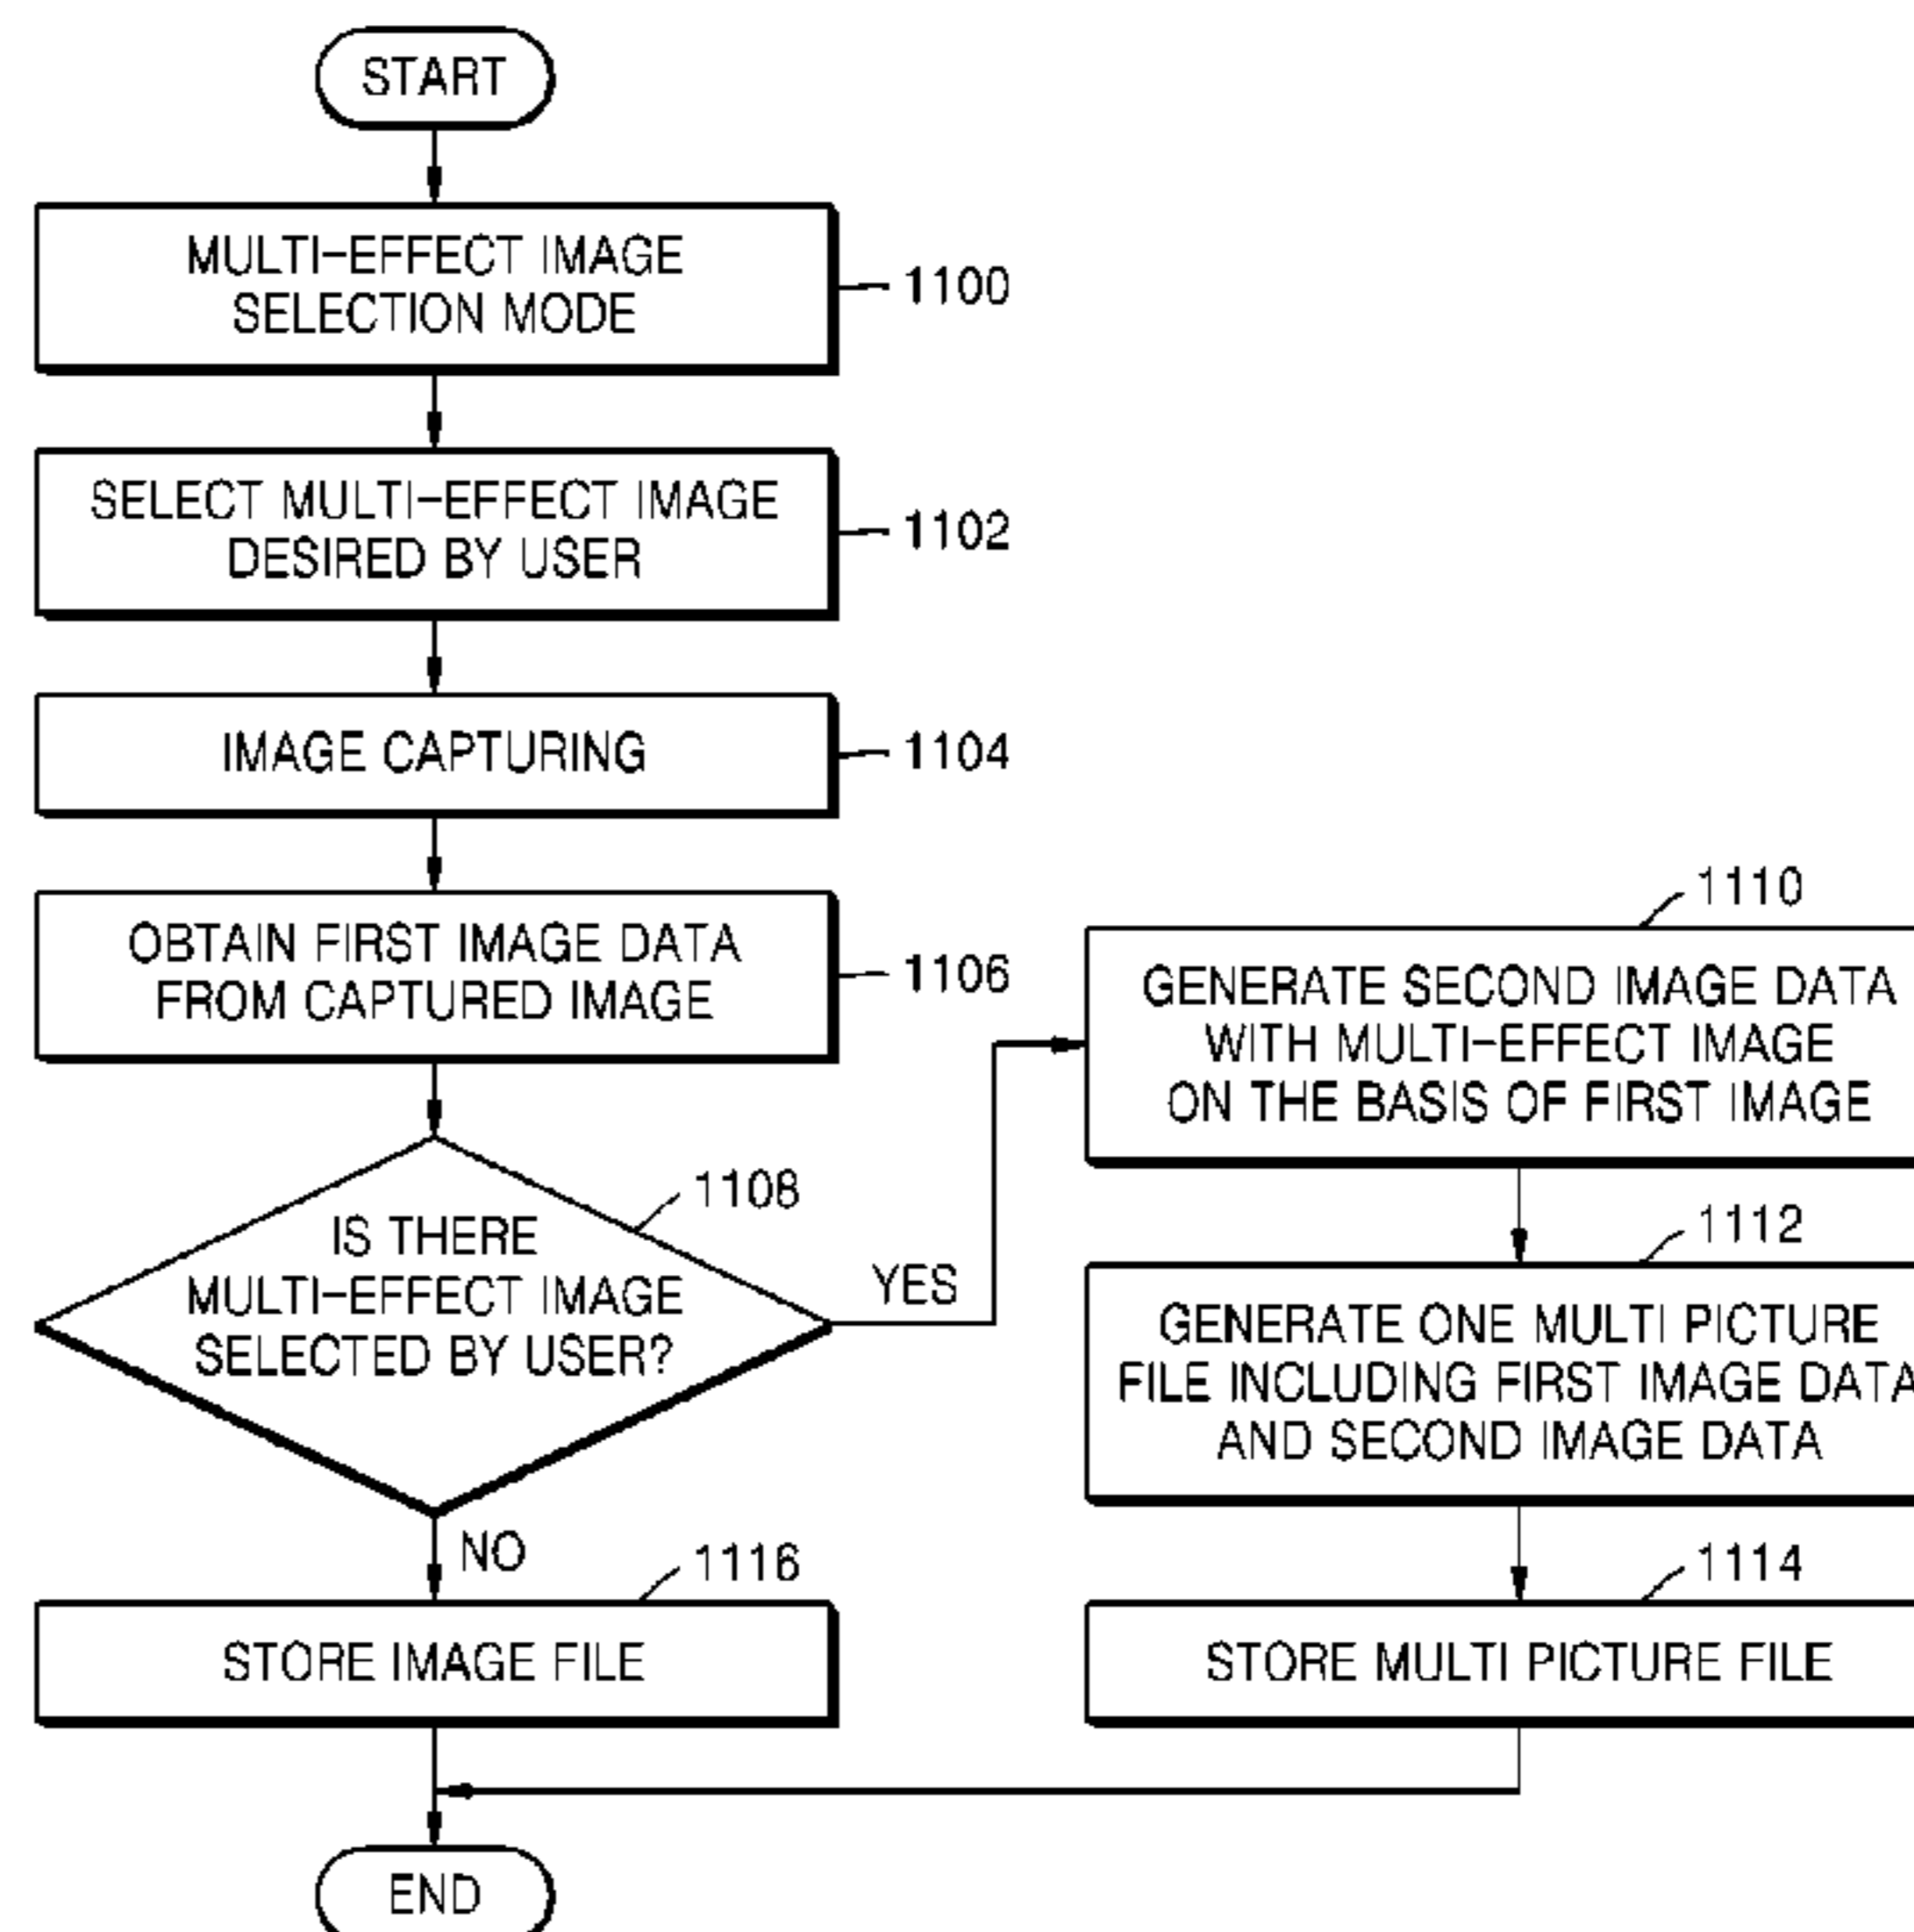 START
MULTI-EFFECT IMAGE
SELECTION MODE
1100
SELECT MULTI-EFFECT IMAGE
DESIRED BY USER
1102
IMAGE CAPTURING
1104
OBTAIN FIRST IMAGE DATA
FROM CAPTURED IMAGE
1106
IS THERE
MULTI-EFFECT IMAGE
SELECTED BY USER?
1108
YES
NO
1110
GENERATE SECOND IMAGE DATA
WITH MULTI-EFFECT IMAGE
ON THE BASIS OF FIRST IMAGE
1112
GENERATE ONE MULTI PICTURE
FILE INCLUDING FIRST IMAGE DATA
AND SECOND IMAGE DATA
1114
STORE MULTI PICTURE FILE
1116
STORE IMAGE FILE
END